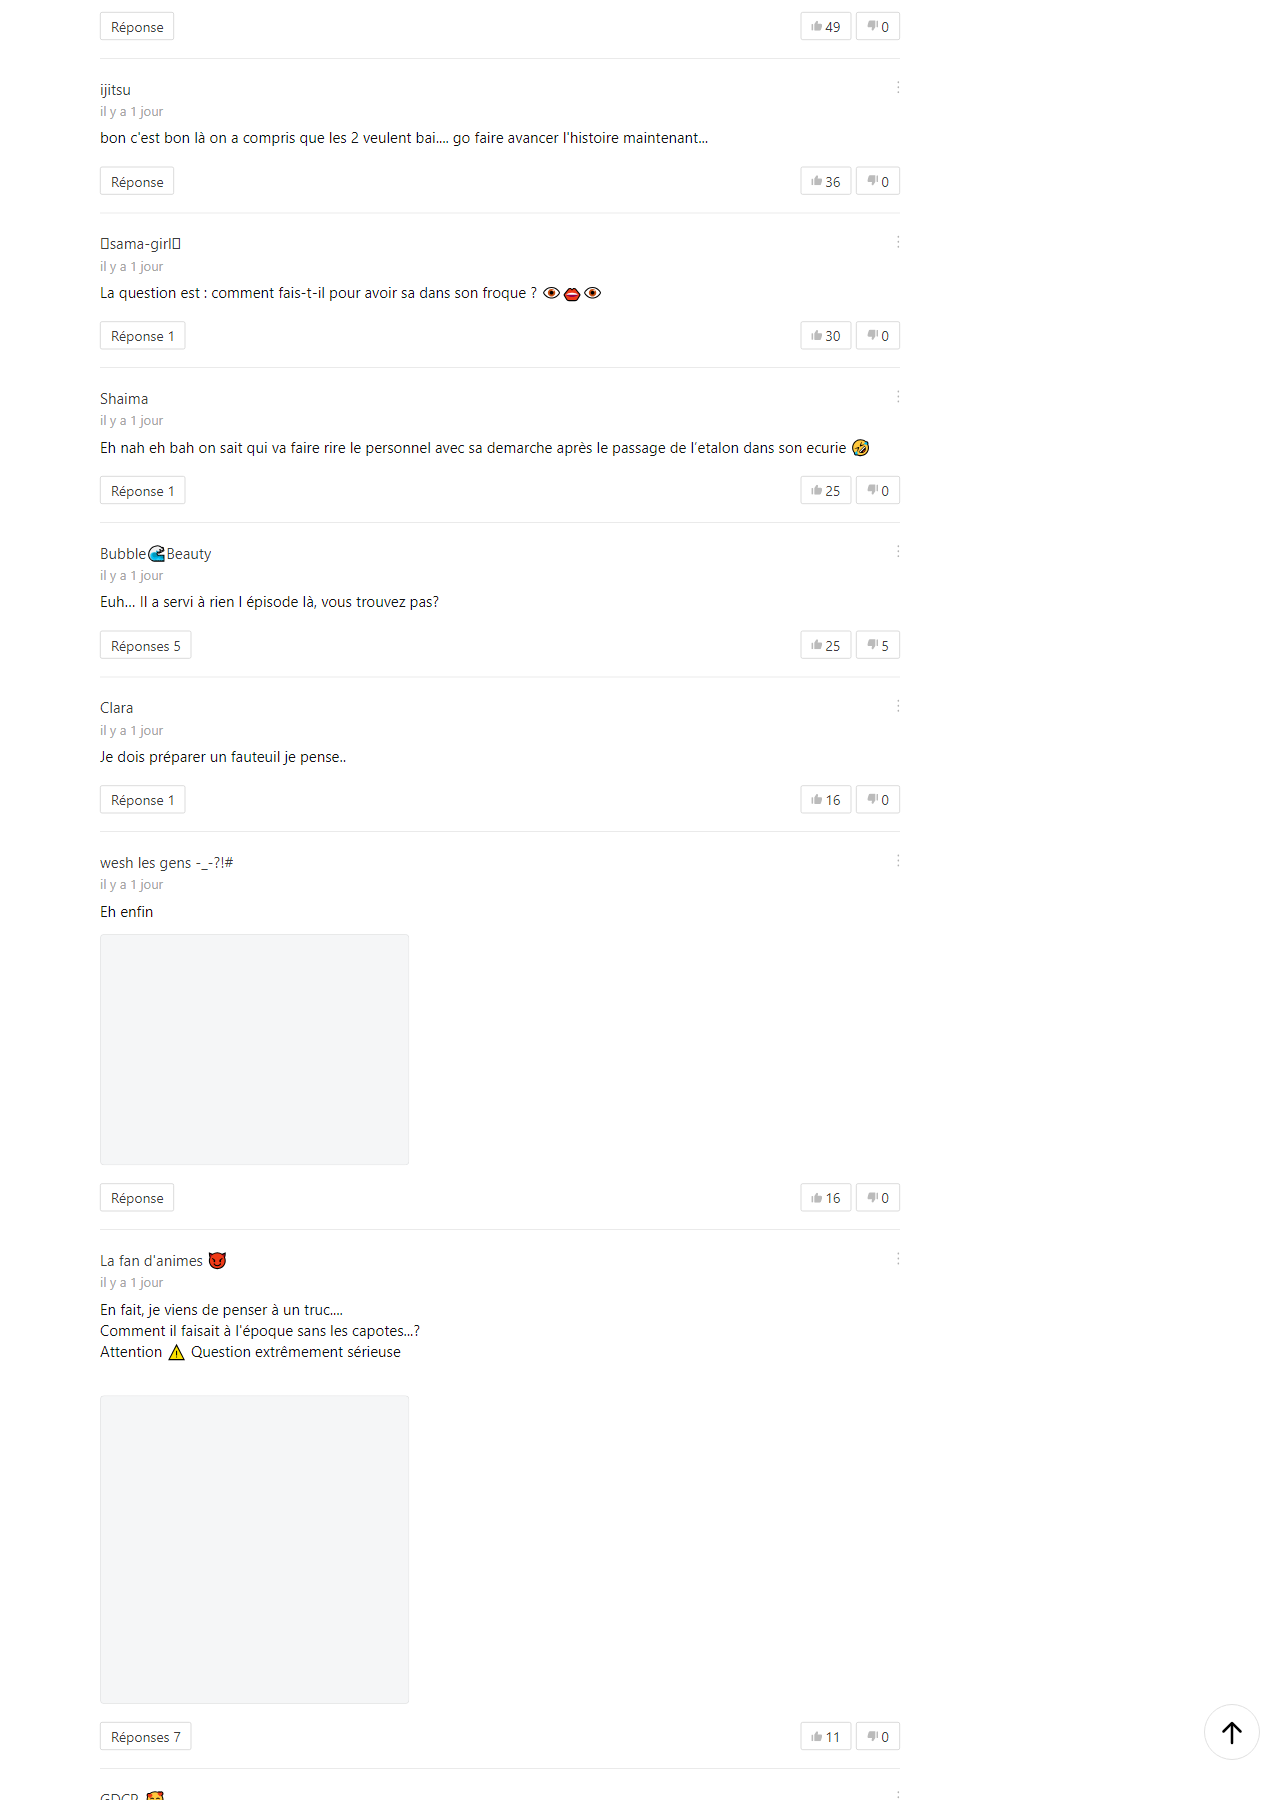 Réponse 49 0
ijitsu
il y a 1 jour
bon c'est bon là on a compris que les 2 veulent bai.... go faire avancer l'histoire maintenant...
Réponse 36 0
sama-girl
il y a 1 jour
La question est : comment fais-t-il pour avoir sa dans son froque ? 👁️👄👁️
Réponse 1 30 0
Shaima
il y a 1 jour
Eh nah eh bah on sait qui va faire rire le personnel avec sa demarche après le passage de l’etalon dans son ecurie 🤣
Réponse 1 25 0
Bubble🌊Beauty
il y a 1 jour
Euh... Il a servi à rien l épisode là, vous trouvez pas?
Réponses 5 25 5
Clara
il y a 1 jour
Je dois préparer un fauteuil je pense..
Réponse 1 16 0
wesh les gens -_-?!#
il y a 1 jour
Eh enfin
Réponse 16 0
La fan d'animes 😈
il y a 1 jour
En fait, je viens de penser à un truc....
Comment il faisait à l'époque sans les capotes...?
Attention ⚠️ Question extrêmement sérieuse
Réponses 7 11 0